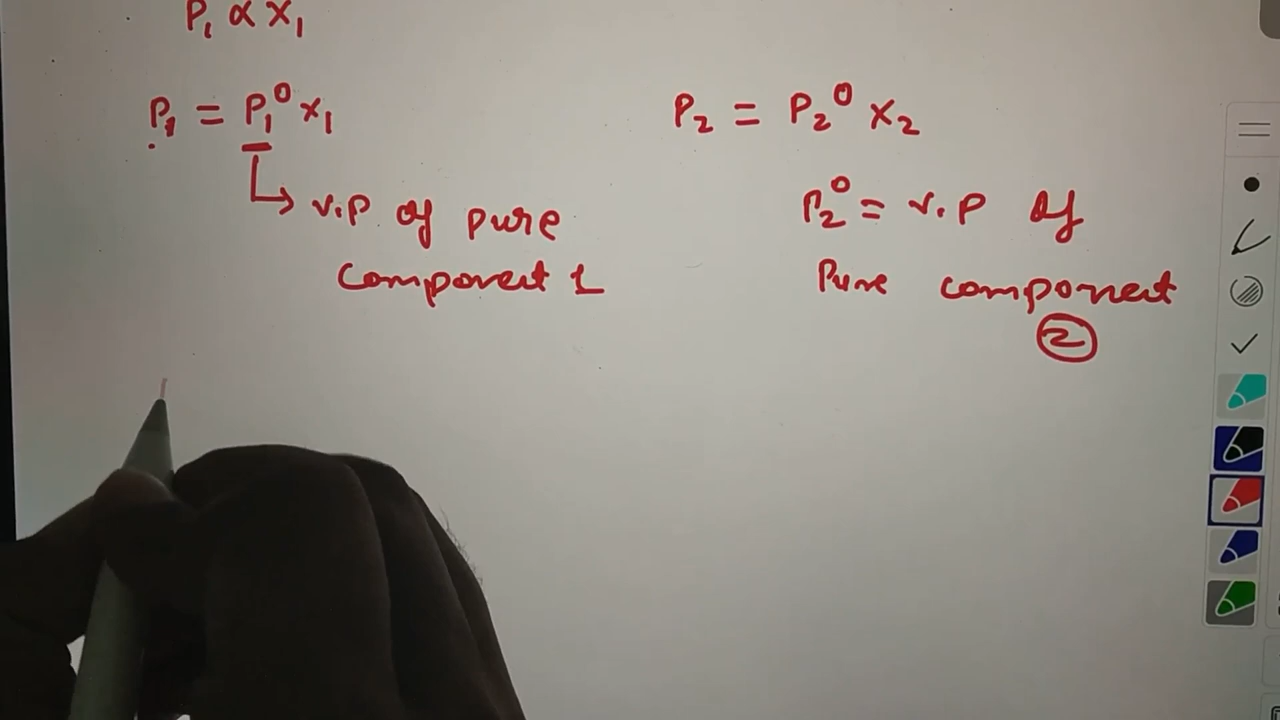 P₁ ∝ x₁
P₁ = P₁⁰ x₁
P₂ = P₂⁰ x₂
↳ v.p of pure
component 1
P₂⁰ = v.p of
Pure component
②